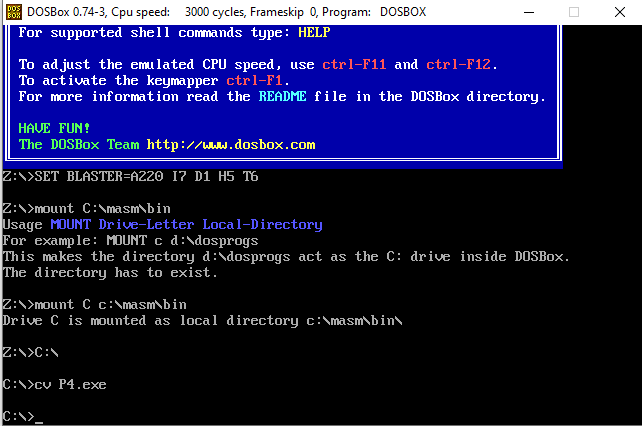 DOSBox 0.74-3, Cpu speed:    3000 cycles, Frameskip  0, Program:   DOSBOX
For supported shell commands type: HELP
To adjust the emulated CPU speed, use ctrl-F11 and ctrl-F12.
To activate the keymapper ctrl-F1.
For more information read the README file in the DOSBox directory.
HAVE FUN!
The DOSBox Team http://www.dosbox.com
Z:\>SET BLASTER=A220 I7 D1 H5 T6
Z:\>mount C:\masm\bin
Usage MOUNT Drive-Letter Local-Directory
For example: MOUNT c d:\dosprogs
This makes the directory d:\dosprogs act as the C: drive inside DOSBox.
The directory has to exist.
Z:\>mount C c:\masm\bin
Drive C is mounted as local directory c:\masm\bin\
Z:\>C:\
C:\>cv P4.exe
C:\>_